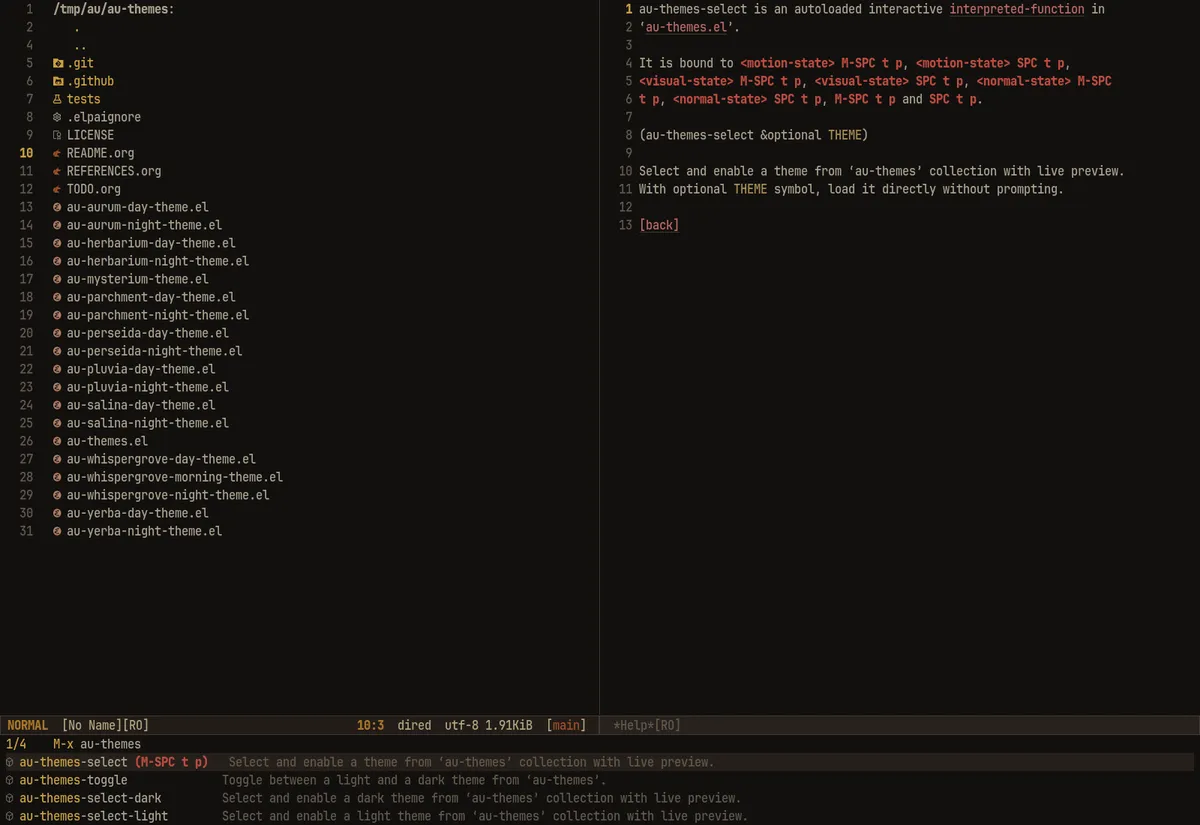 1 /tmp/au/au-themes:
2 .
4 ..
5 .git
6 .github
7 tests
8 .elpaignore
9 LICENSE
10 README.org
11 REFERENCES.org
12 TODO.org
13 au-aurum-day-theme.el
14 au-aurum-night-theme.el
15 au-herbarium-day-theme.el
16 au-herbarium-night-theme.el
17 au-mysterium-theme.el
18 au-parchment-day-theme.el
19 au-parchment-night-theme.el
20 au-perseida-day-theme.el
21 au-perseida-night-theme.el
22 au-pluvia-day-theme.el
23 au-pluvia-night-theme.el
24 au-salina-day-theme.el
25 au-salina-night-theme.el
26 au-themes.el
27 au-whispergrove-day-theme.el
28 au-whispergrove-morning-theme.el
29 au-whispergrove-night-theme.el
30 au-yerba-day-theme.el
31 au-yerba-night-theme.el
1 au-themes-select is an autoloaded interactive interpreted-function in
2 ‘au-themes.el’.
3
4 It is bound to <motion-state> M-SPC t p, <motion-state> SPC t p,
5 <visual-state> M-SPC t p, <visual-state> SPC t p, <normal-state> M-SPC
6 t p, <normal-state> SPC t p, M-SPC t p and SPC t p.
7
8 (au-themes-select &optional THEME)
9
10 Select and enable a theme from ‘au-themes’ collection with live preview.
11 With optional THEME symbol, load it directly without prompting.
12
13 [back]
NORMAL [No Name][RO] 10:3 dired utf-8 1.91KiB [main] *Help*[RO]
1/4 M-x au-themes
au-themes-select (M-SPC t p) Select and enable a theme from ‘au-themes’ collection with live preview.
au-themes-toggle Toggle between a light and a dark theme from ‘au-themes’.
au-themes-select-dark Select and enable a dark theme from ‘au-themes’ collection with live preview.
au-themes-select-light Select and enable a light theme from ‘au-themes’ collection with live preview.